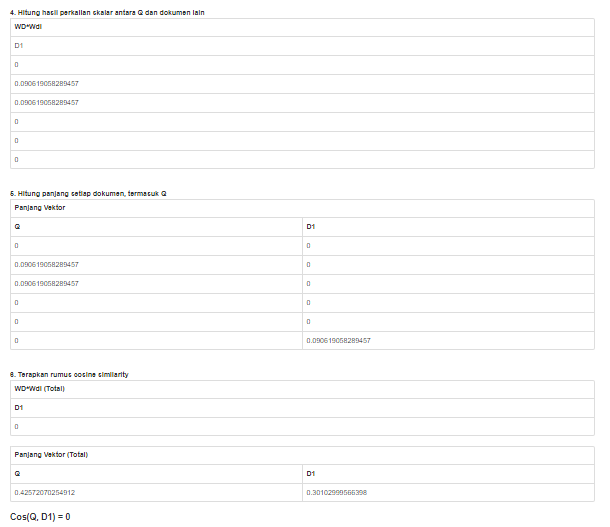 4. Hitung hasil perkalian skalar antara Q dan dokumen lain
WD*Wdi
D1
0
0.090619058289457
0.090619058289457
0
0
0
5. Hitung panjang setiap dokumen, termasuk Q
Panjang Vektor
Q D1
0 0
0.090619058289457 0
0.090619058289457 0
0 0
0 0
0 0.090619058289457
6. Terapkan rumus cosine similarity
WD*Wdi (Total)
D1
0
Panjang Vektor (Total)
Q D1
0.42572070254912 0.30102999566398
Cos(Q, D1) = 0